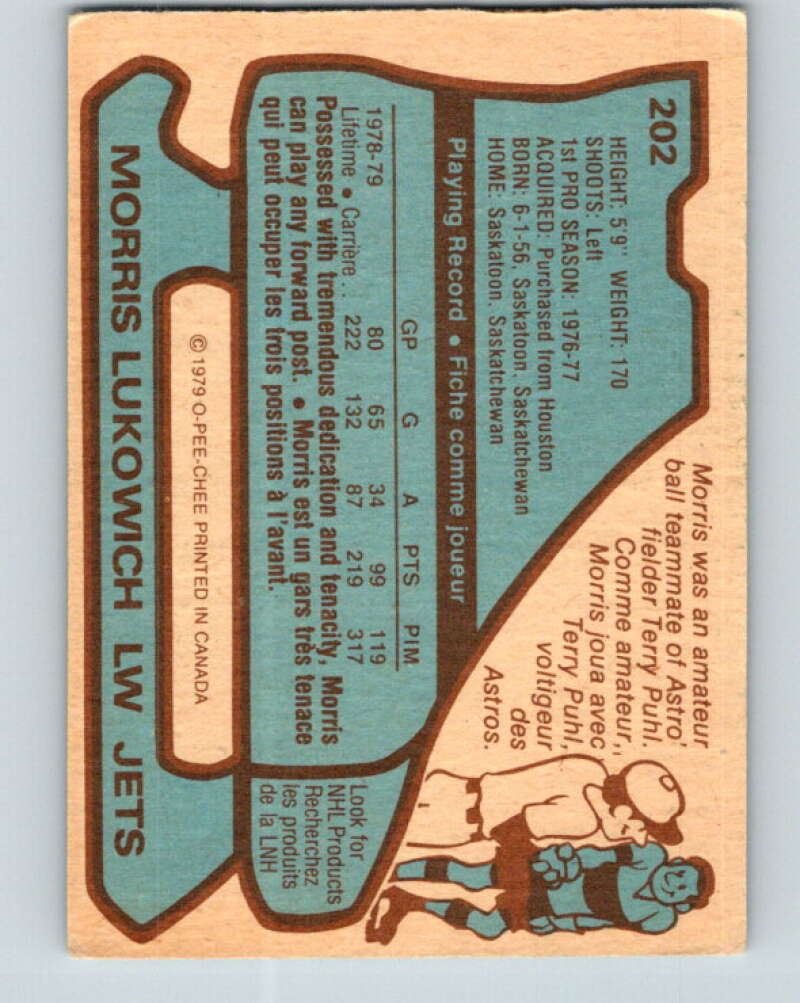 202
HEIGHT: 5'9" WEIGHT: 170
SHOOTS: Left
1st PRO SEASON: 1976-77
ACQUIRED: Purchased from Houston
BORN: 6-1-56, Saskatoon, Saskatchewan
HOME: Saskatoon, Saskatchewan
Morris was an amateur
ball teammate of Astro'
fielder Terry Puhl.
Comme amateur,
Morris joua avec
Terry Puhl,
voltigeur
des
Astros.
Playing Record • Fiche comme joueur
GP G A PTS PIM
1978-79 80 65 34 99 119
Lifetime • Carrière . . 222 132 87 219 317
Possessed with tremendous dedication and tenacity, Morris
can play any forward post. • Morris est un gars très tenace
qui peut occuper les trois positions à l'avant.
Look for
NHL Products
Recherchez
les produits
de la LNH
© 1979 O-PEE-CHEE PRINTED IN CANADA
MORRIS LUKOWICH LW JETS